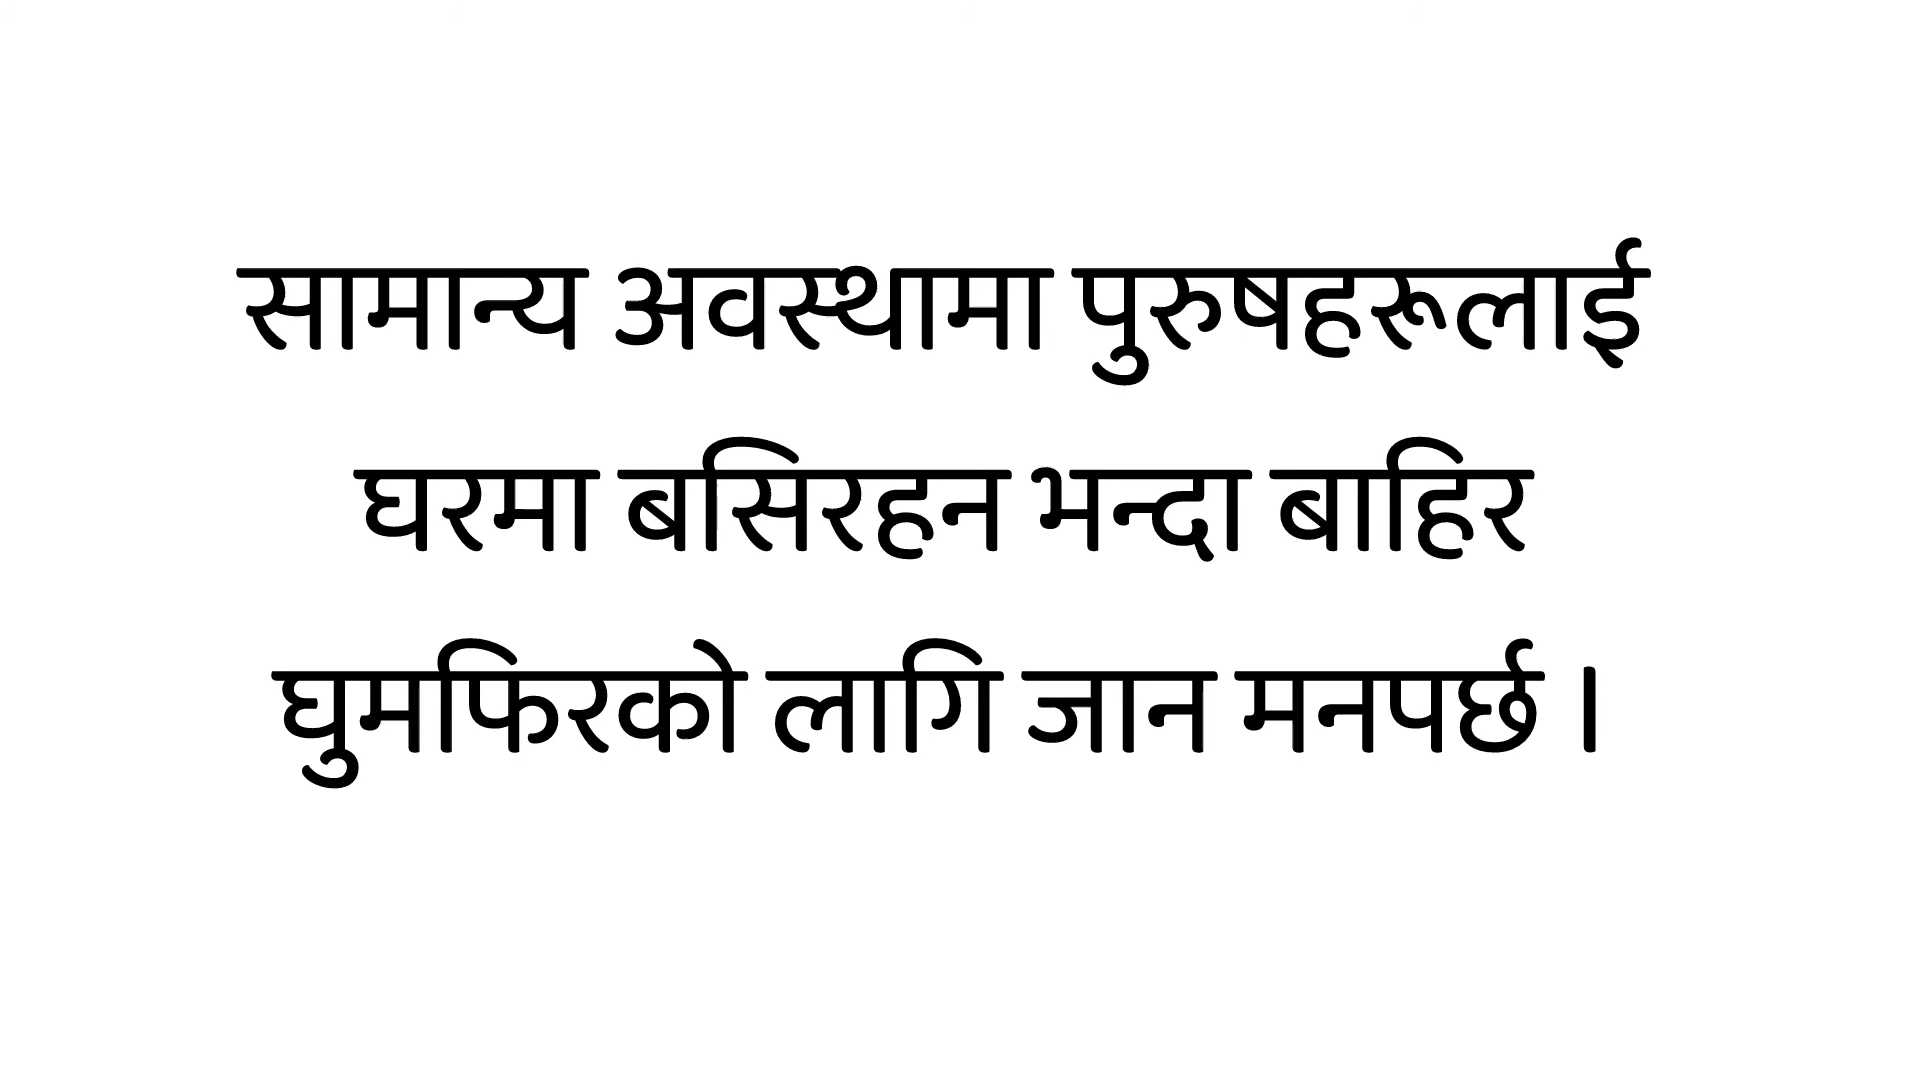 सामान्य अवस्थामा पुरुषहरूलाई
घरमा बसिरहन भन्दा बाहिर
घुमफिरको लागि जान मनपर्छ ।